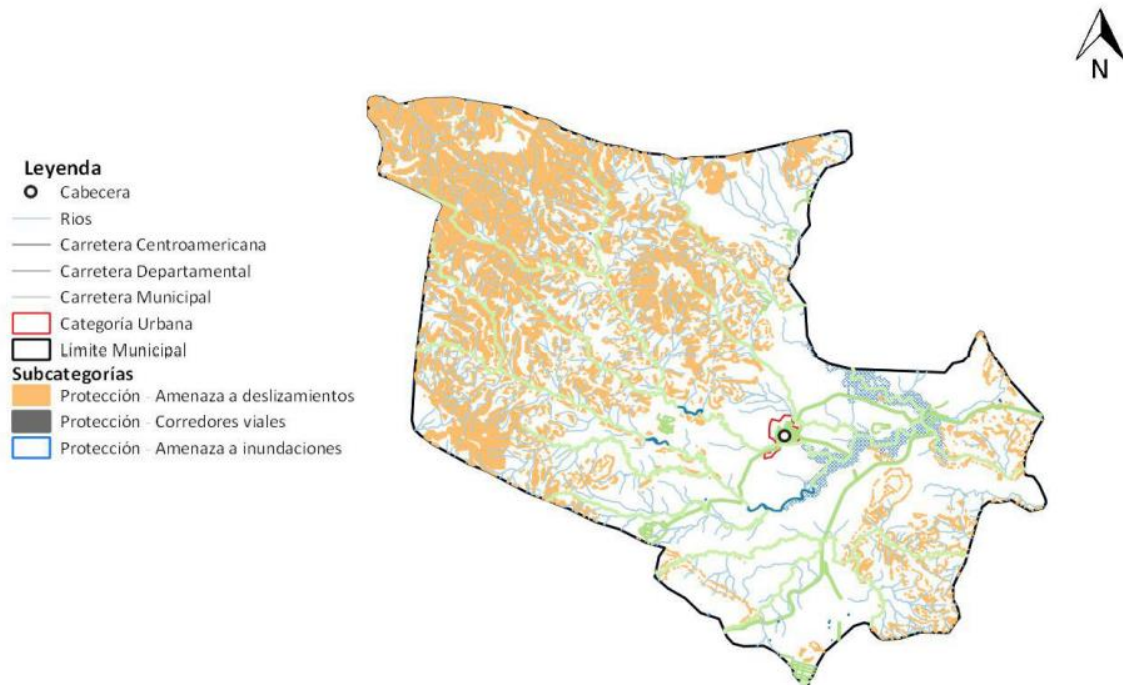 N
Leyenda
Cabecera
Rios
Carretera Centroamericana
Carretera Departamental
Carretera Municipal
Categoría Urbana
Límite Municipal
Subcategorías
Protección - Amenaza a deslizamientos
Protección - Corredores viales
Protección - Amenaza a inundaciones